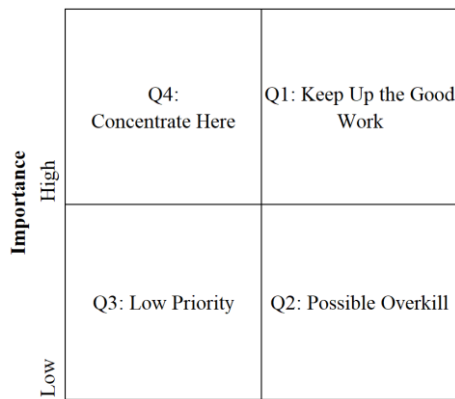 Q4:
Concentrate Here
Q1: Keep Up the Good
Work
Importance
High
Q3: Low Priority
Q2: Possible Overkill
Low